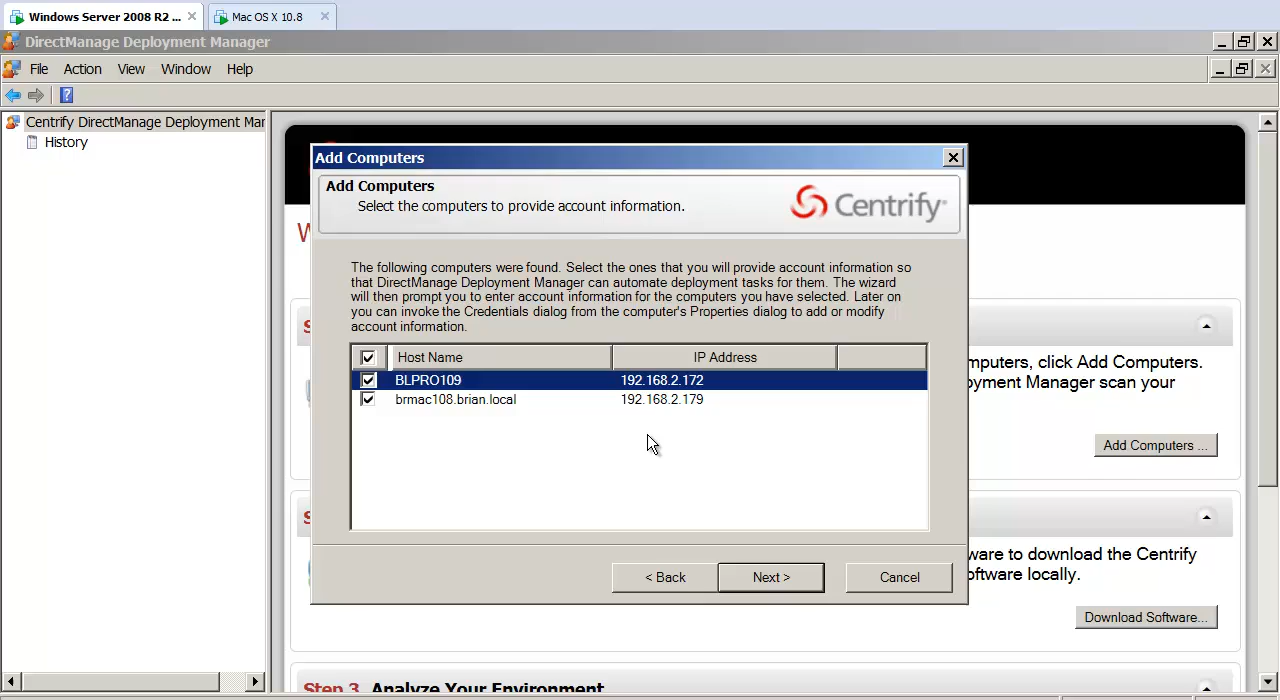 Windows Server 2008 R2 ...
Mac OS X 10.8
DirectManage Deployment Manager
File Action View Window Help
Centrify DirectManage Deployment Mar
History
Add Computers
Add Computers
Select the computers to provide account information.
Centrify
The following computers were found. Select the ones that you will provide account information so
that DirectManage Deployment Manager can automate deployment tasks for them. The wizard
will then prompt you to enter account information for the computers you have selected. Later on
you can invoke the Credentials dialog from the computer's Properties dialog to add or modify
account information.
Host Name IP Address
BLPRO109 192.168.2.172
brmac108.brian.local 192.168.2.179
< Back Next > Cancel
mputers, click Add Computers.
oyment Manager scan your
Add Computers ...
ware to download the Centrify
oftware locally.
Download Software...
Step 3 Analyze Your Environment